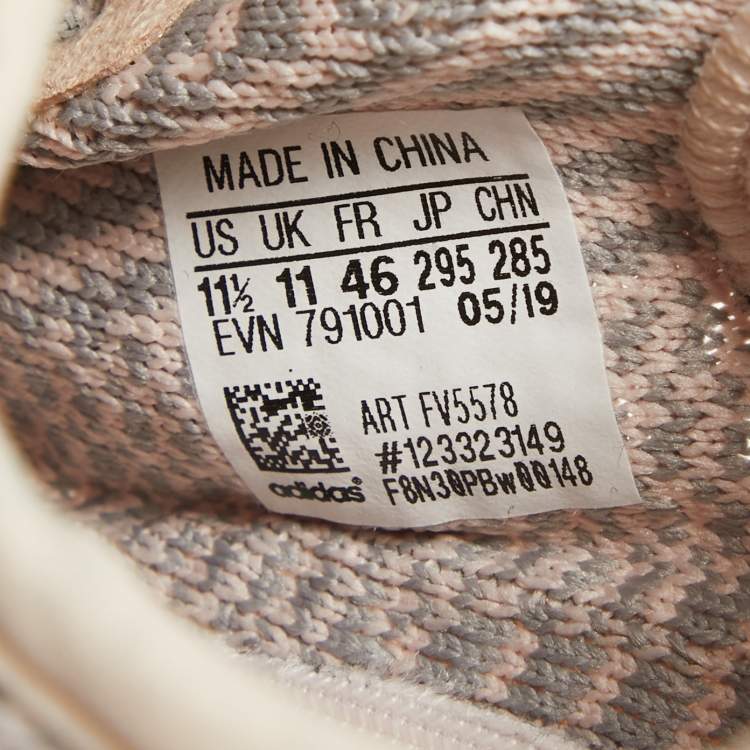 MADE IN CHINA
US UK FR JP CHN
11½ 11 46 295 285
EVN 791001 05/19
ART FV5578
#123323149
adidas® F8N30PBw00148